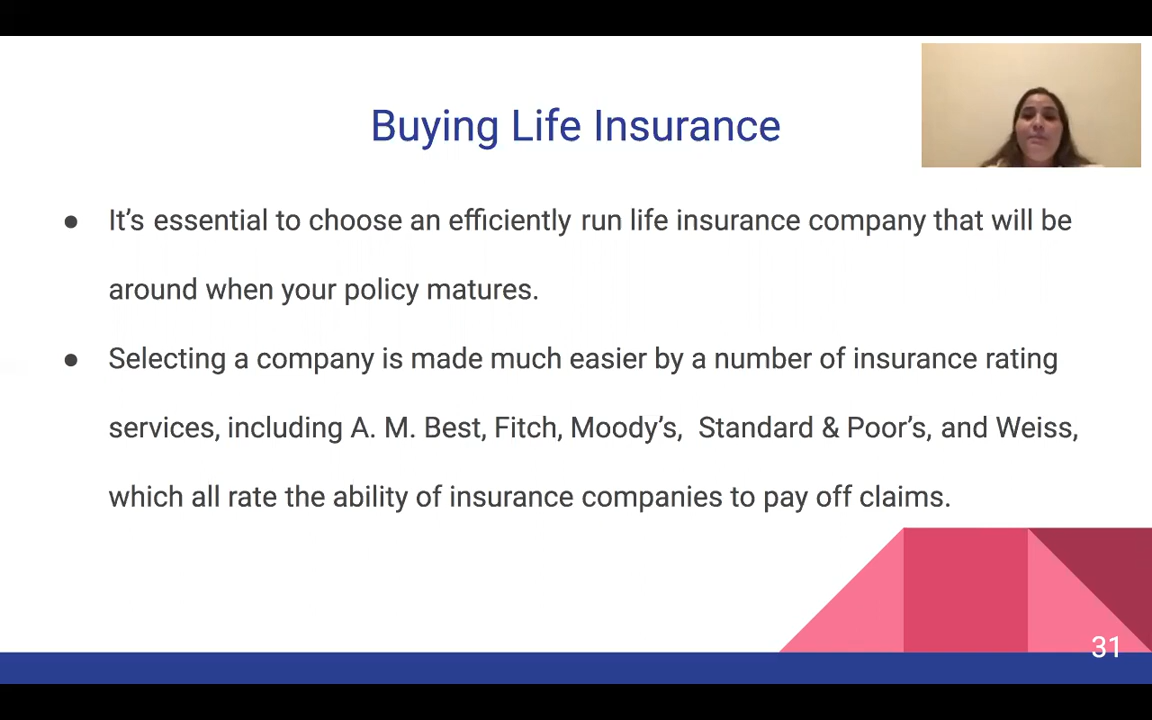 Buying Life Insurance
● It’s essential to choose an efficiently run life insurance company that will be
around when your policy matures.
● Selecting a company is made much easier by a number of insurance rating
services, including A. M. Best, Fitch, Moody’s,  Standard & Poor’s, and Weiss,
which all rate the ability of insurance companies to pay off claims.
31